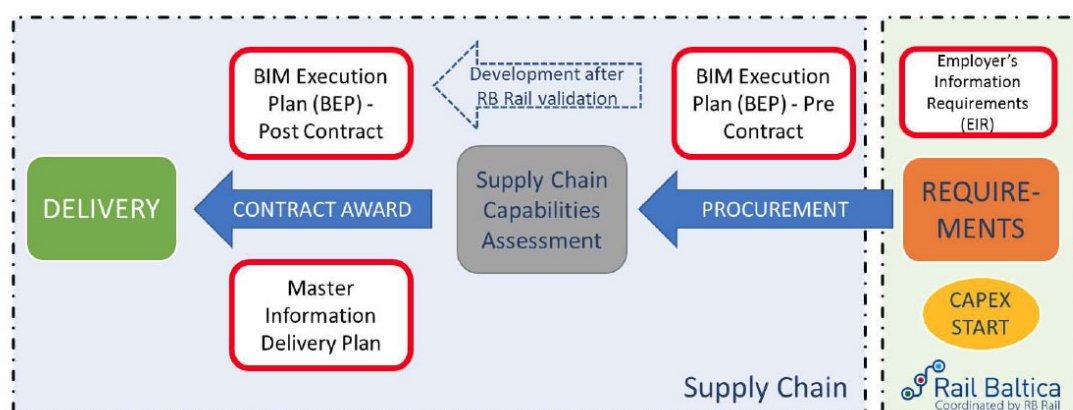 BIM Execution
Plan (BEP) -
Post Contract
Development after
RB Rail validation
BIM Execution
Plan (BEP) - Pre
Contract
Employer's
Information
Requirements
(EIR)
DELIVERY
CONTRACT AWARD
Supply Chain
Capabilities
Assessment
PROCUREMENT
REQUIRE-
MENTS
Master
Information
Delivery Plan
CAPEX
START
Supply Chain
Rail Baltica
Coordinated by RB Rail